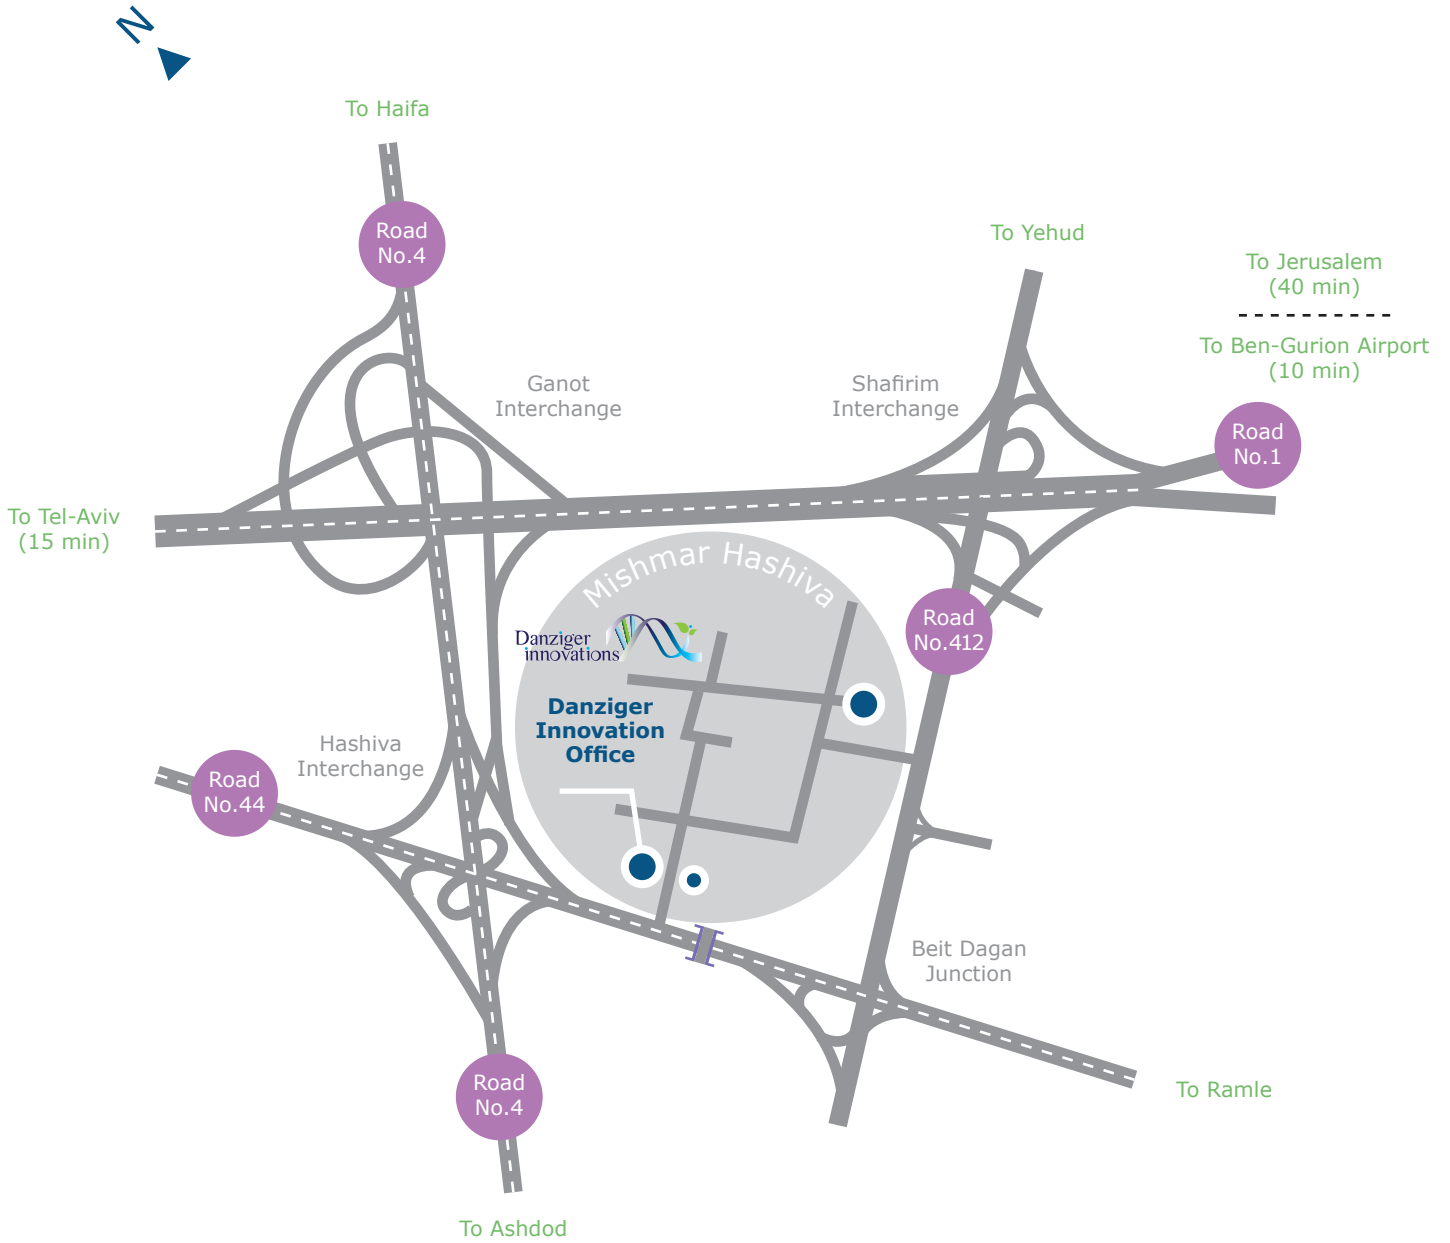 N
To Haifa
Road
No.4
To Yehud
To Jerusalem
(40 min)
To Ben-Gurion Airport
(10 min)
Ganot
Interchange
Shafirim
Interchange
Road
No.1
To Tel-Aviv
(15 min)
Mishmar Hashiva
Danziger
innovations
Road
No.412
Danziger
Innovation
Office
Hashiva
Interchange
Road
No.44
Beit Dagan
Junction
Road
No.4
To Ramle
To Ashdod